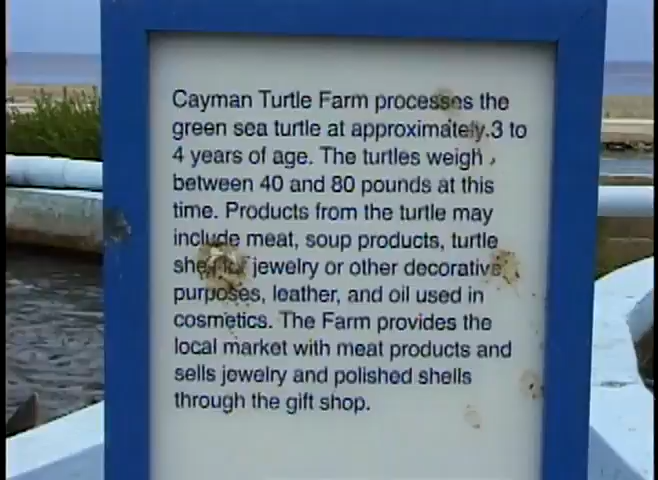 Cayman Turtle Farm processes the
green sea turtle at approximately 3 to
4 years of age. The turtles weigh
between 40 and 80 pounds at this
time. Products from the turtle may
include meat, soup products, turtle
shell for jewelry or other decorative
purposes, leather, and oil used in
cosmetics. The Farm provides the
local market with meat products and
sells jewelry and polished shells
through the gift shop.